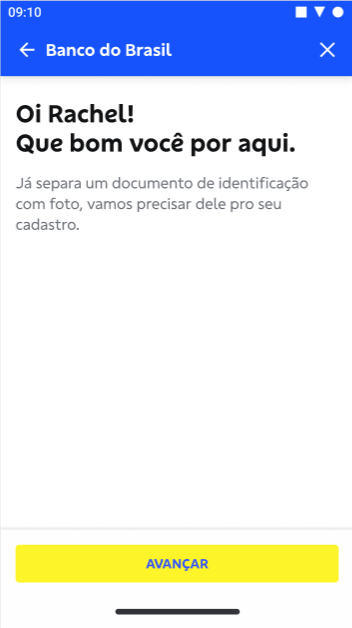 09:10
Banco do Brasil
Oi Rachel!
Que bom você por aqui.
Já separa um documento de identificação
com foto, vamos precisar dele pro seu
cadastro.
AVANÇAR